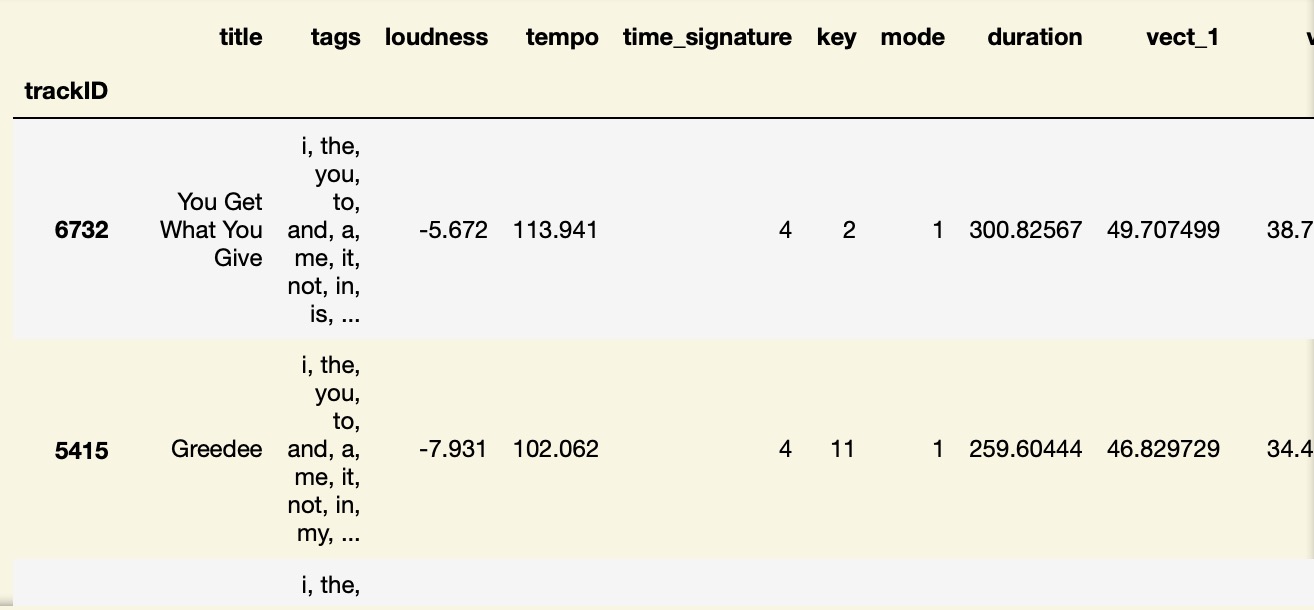 title tags loudness tempo time_signature key mode duration vect_1
trackID
6732 You Get What You Give i, the, you, to, and, a, me, it, not, in, is, ... -5.672 113.941 4 2 1 300.82567 49.707499 38.7
5415 Greedee i, the, you, to, and, a, me, it, not, in, my, ... -7.931 102.062 4 11 1 259.60444 46.829729 34.4
i, the,